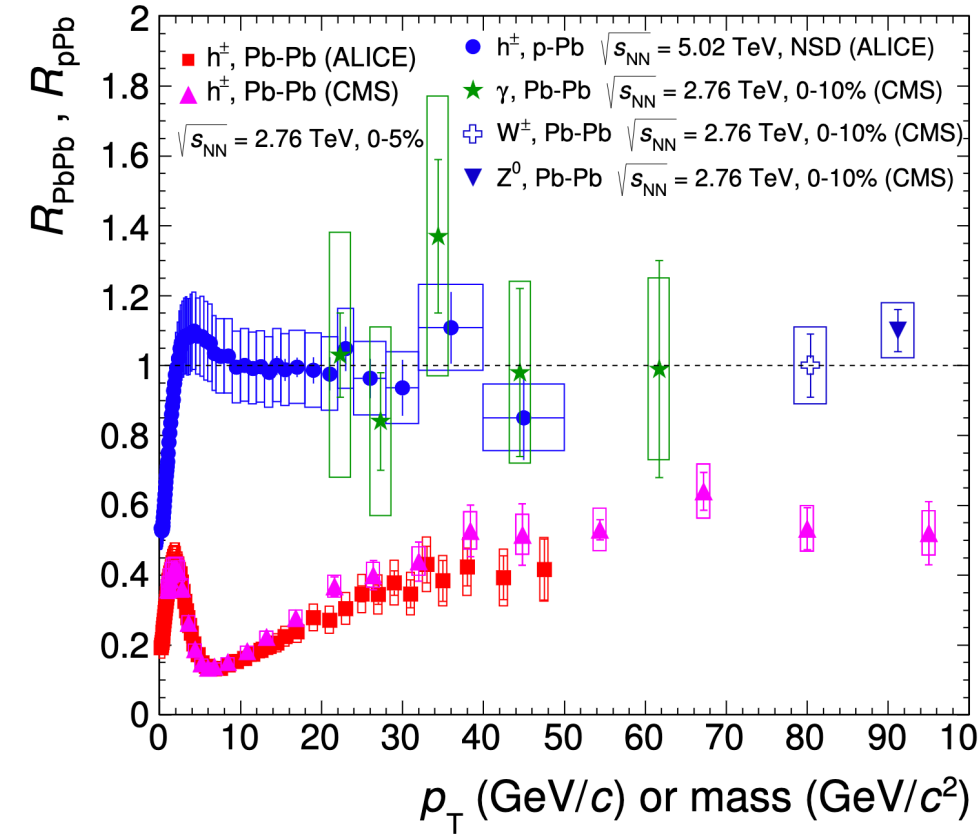 R_PbPb , R_pPb
2
1.8
1.6
1.4
1.2
1
0.8
0.6
0.4
0.2
0
h±, Pb-Pb (ALICE)
h±, Pb-Pb (CMS)
√s_NN = 2.76 TeV, 0-5%
h±, p-Pb √s_NN = 5.02 TeV, NSD (ALICE)
γ, Pb-Pb √s_NN = 2.76 TeV, 0-10% (CMS)
W±, Pb-Pb √s_NN = 2.76 TeV, 0-10% (CMS)
Z⁰, Pb-Pb √s_NN = 2.76 TeV, 0-10% (CMS)
0 10 20 30 40 50 60 70 80 90 100
p_T (GeV/c) or mass (GeV/c²)